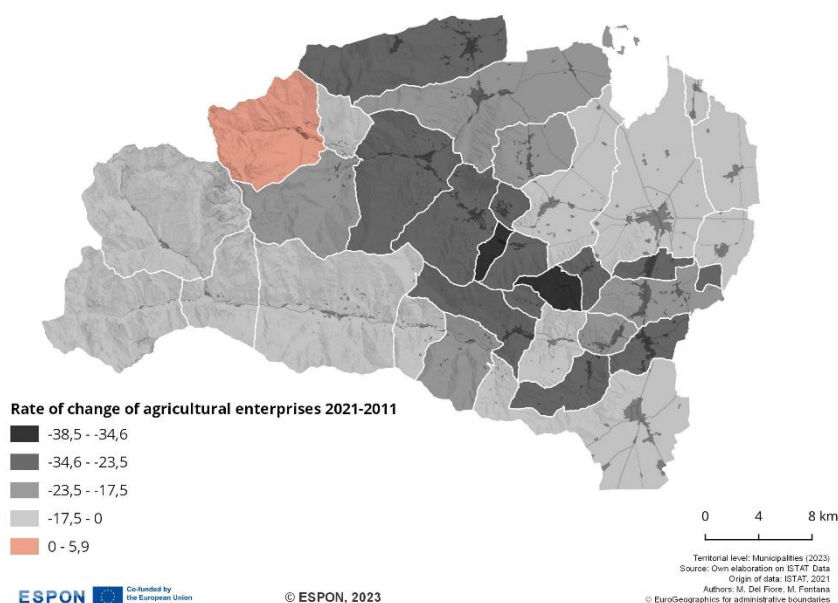 Rate of change of agricultural enterprises 2021-2011
-38,5 - -34,6
-34,6 - -23,5
-23,5 - -17,5
-17,5 - 0
0 - 5,9
0 4 8 km
Territorial level: Municipalities (2023)
Source: Own elaboration on ISTAT Data
Origin of data: ISTAT, 2021
Authors: M. Del Fiore, M. Fontana
© EuroGeographics for administrative boundaries
ESPON
Co-funded by
the European Union
© ESPON, 2023